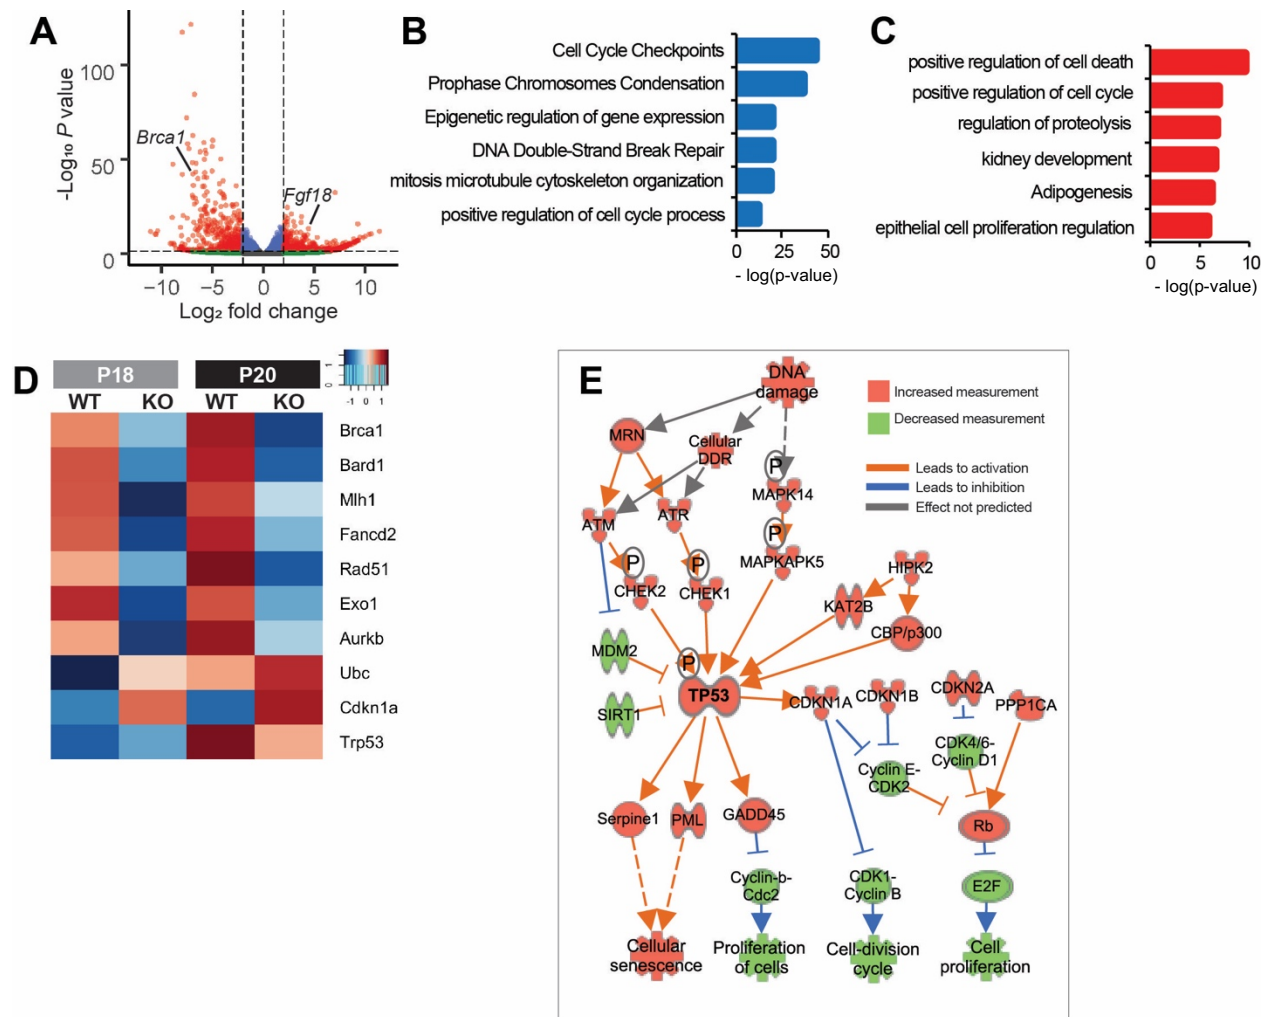 A
-Log₁₀ P value
100
50
0
Brca1
Fgf18
−10
−5
0
5
10
Log₂ fold change
B
Cell Cycle Checkpoints
Prophase Chromosomes Condensation
Epigenetic regulation of gene expression
DNA Double-Strand Break Repair
mitosis microtubule cytoskeleton organization
positive regulation of cell cycle process
0 25 50
- log(p-value)
C
positive regulation of cell death
positive regulation of cell cycle
regulation of proteolysis
kidney development
Adipogenesis
epithelial cell proliferation regulation
0 5 10
- log(p-value)
D
P18 P20
WT KO WT KO
0 1
-1 0 1
Brca1
Bard1
Mlh1
Fancd2
Rad51
Exo1
Aurkb
Ubc
Cdkn1a
Trp53
E
DNA
damage
Increased measurement
Decreased measurement
Leads to activation
Leads to inhibition
Effect not predicted
MRN
Cellular
DDR
P
MAPK14
ATM
ATR
P
MAPKAPK5
P
CHEK2
P
CHEK1
HIPK2
KAT2B
CBP/p300
MDM2
P
TP53
SIRT1
CDKN1A
CDKN1B
CDKN2A
PPP1CA
Cyclin E-
CDK2
CDK4/6-
Cyclin D1
Serpine1
PML
GADD45
Rb
Cyclin-b-
Cdc2
CDK1-
Cyclin B
E2F
Cellular
senescence
Proliferation
of cells
Cell-division
cycle
Cell
proliferation